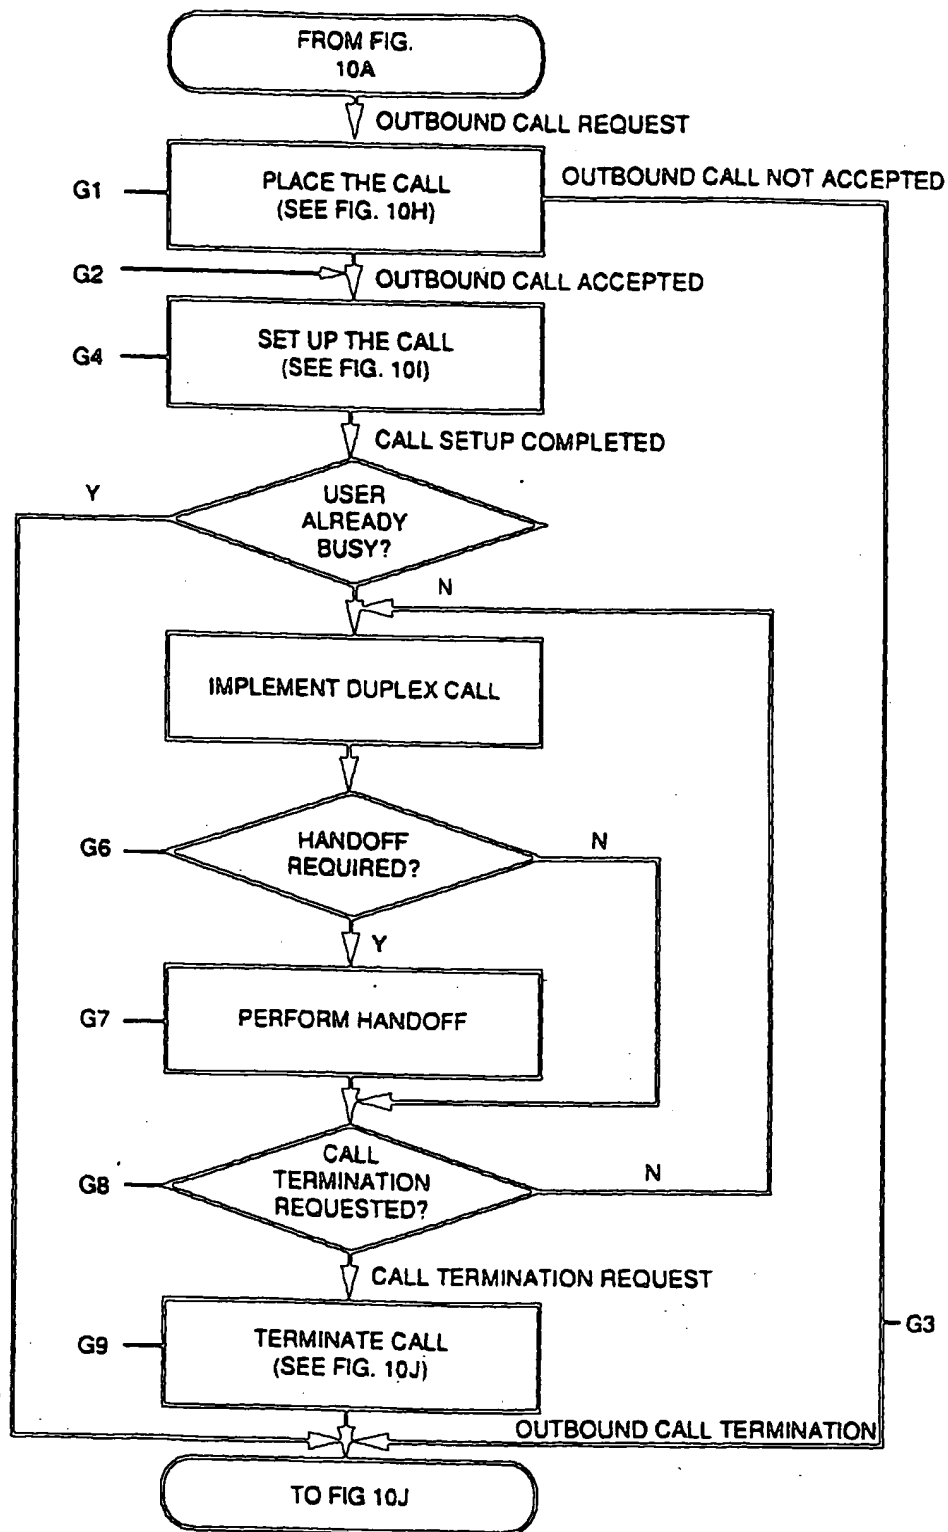 FROM FIG.
10A
OUTBOUND CALL REQUEST
G1
PLACE THE CALL
(SEE FIG. 10H)
OUTBOUND CALL NOT ACCEPTED
G2
OUTBOUND CALL ACCEPTED
G4
SET UP THE CALL
(SEE FIG. 10I)
CALL SETUP COMPLETED
Y
USER
ALREADY
BUSY?
N
IMPLEMENT DUPLEX CALL
G6
HANDOFF
REQUIRED?
N
Y
G7
PERFORM HANDOFF
G8
CALL
TERMINATION
REQUESTED?
N
CALL TERMINATION REQUEST
G9
TERMINATE CALL
(SEE FIG. 10J)
G3
OUTBOUND CALL TERMINATION
TO FIG 10J